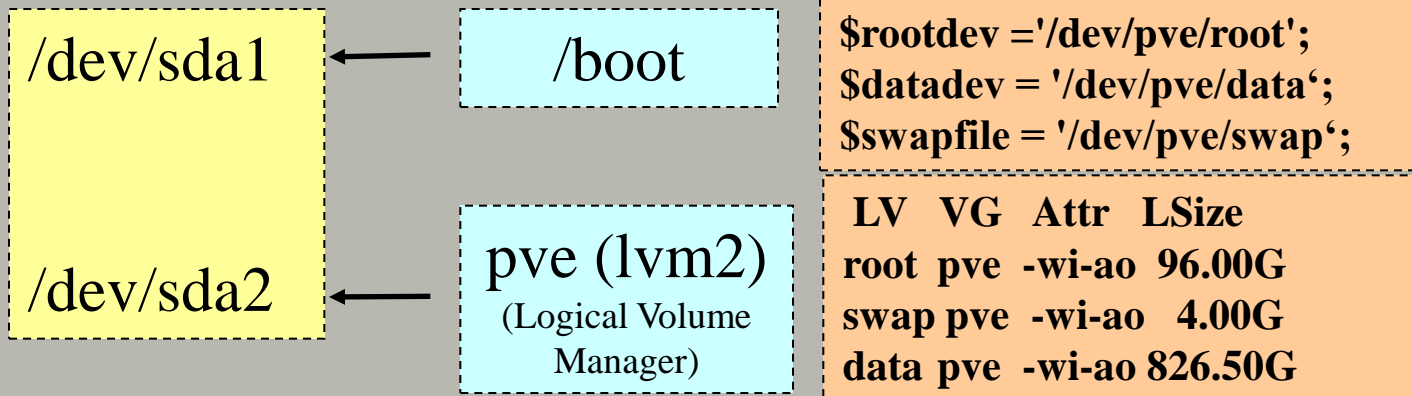 /dev/sda1
/dev/sda2
/boot
pve (lvm2)
(Logical Volume
Manager)
$rootdev ='/dev/pve/root';
$datadev = '/dev/pve/data‘;
$swapfile = '/dev/pve/swap‘;
LV VG Attr LSize
root pve -wi-ao 96.00G
swap pve -wi-ao 4.00G
data pve -wi-ao 826.50G